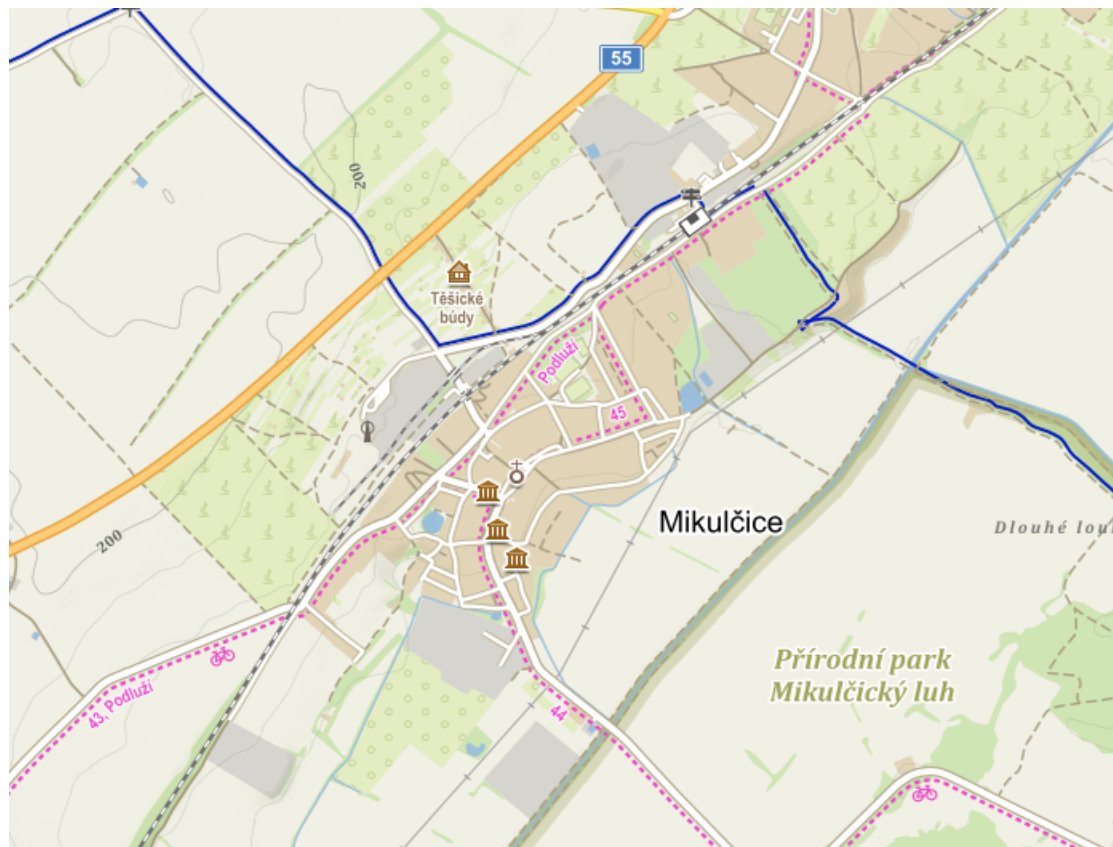 55
200
Těšické
búdy
Podluží
45
Mikulčice
200
Dlouhé lou
Přírodní park
Mikulčický luh
43, Podluží
44